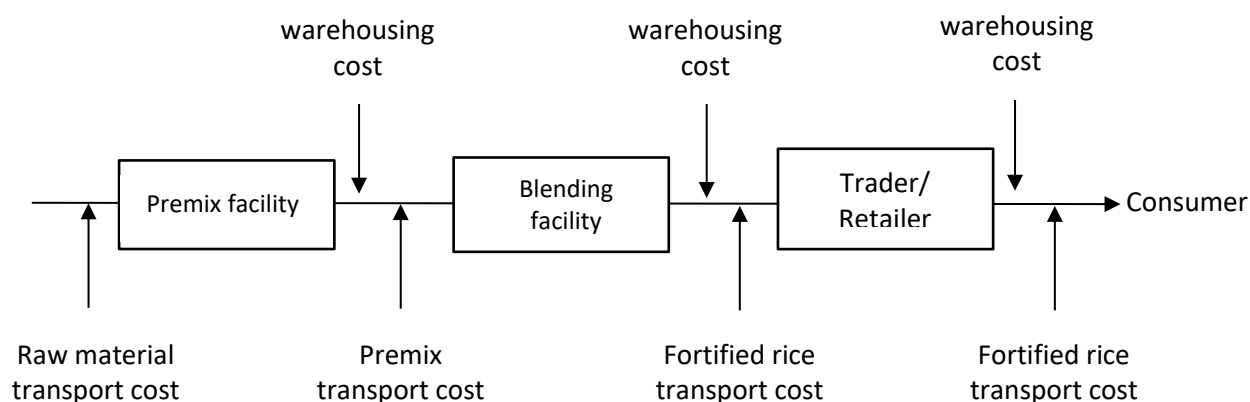 warehousing
cost
warehousing
cost
warehousing
cost
Premix facility
Blending
facility
Trader/
Retailer
Consumer
Raw material
transport cost
Premix
transport cost
Fortified rice
transport cost
Fortified rice
transport cost